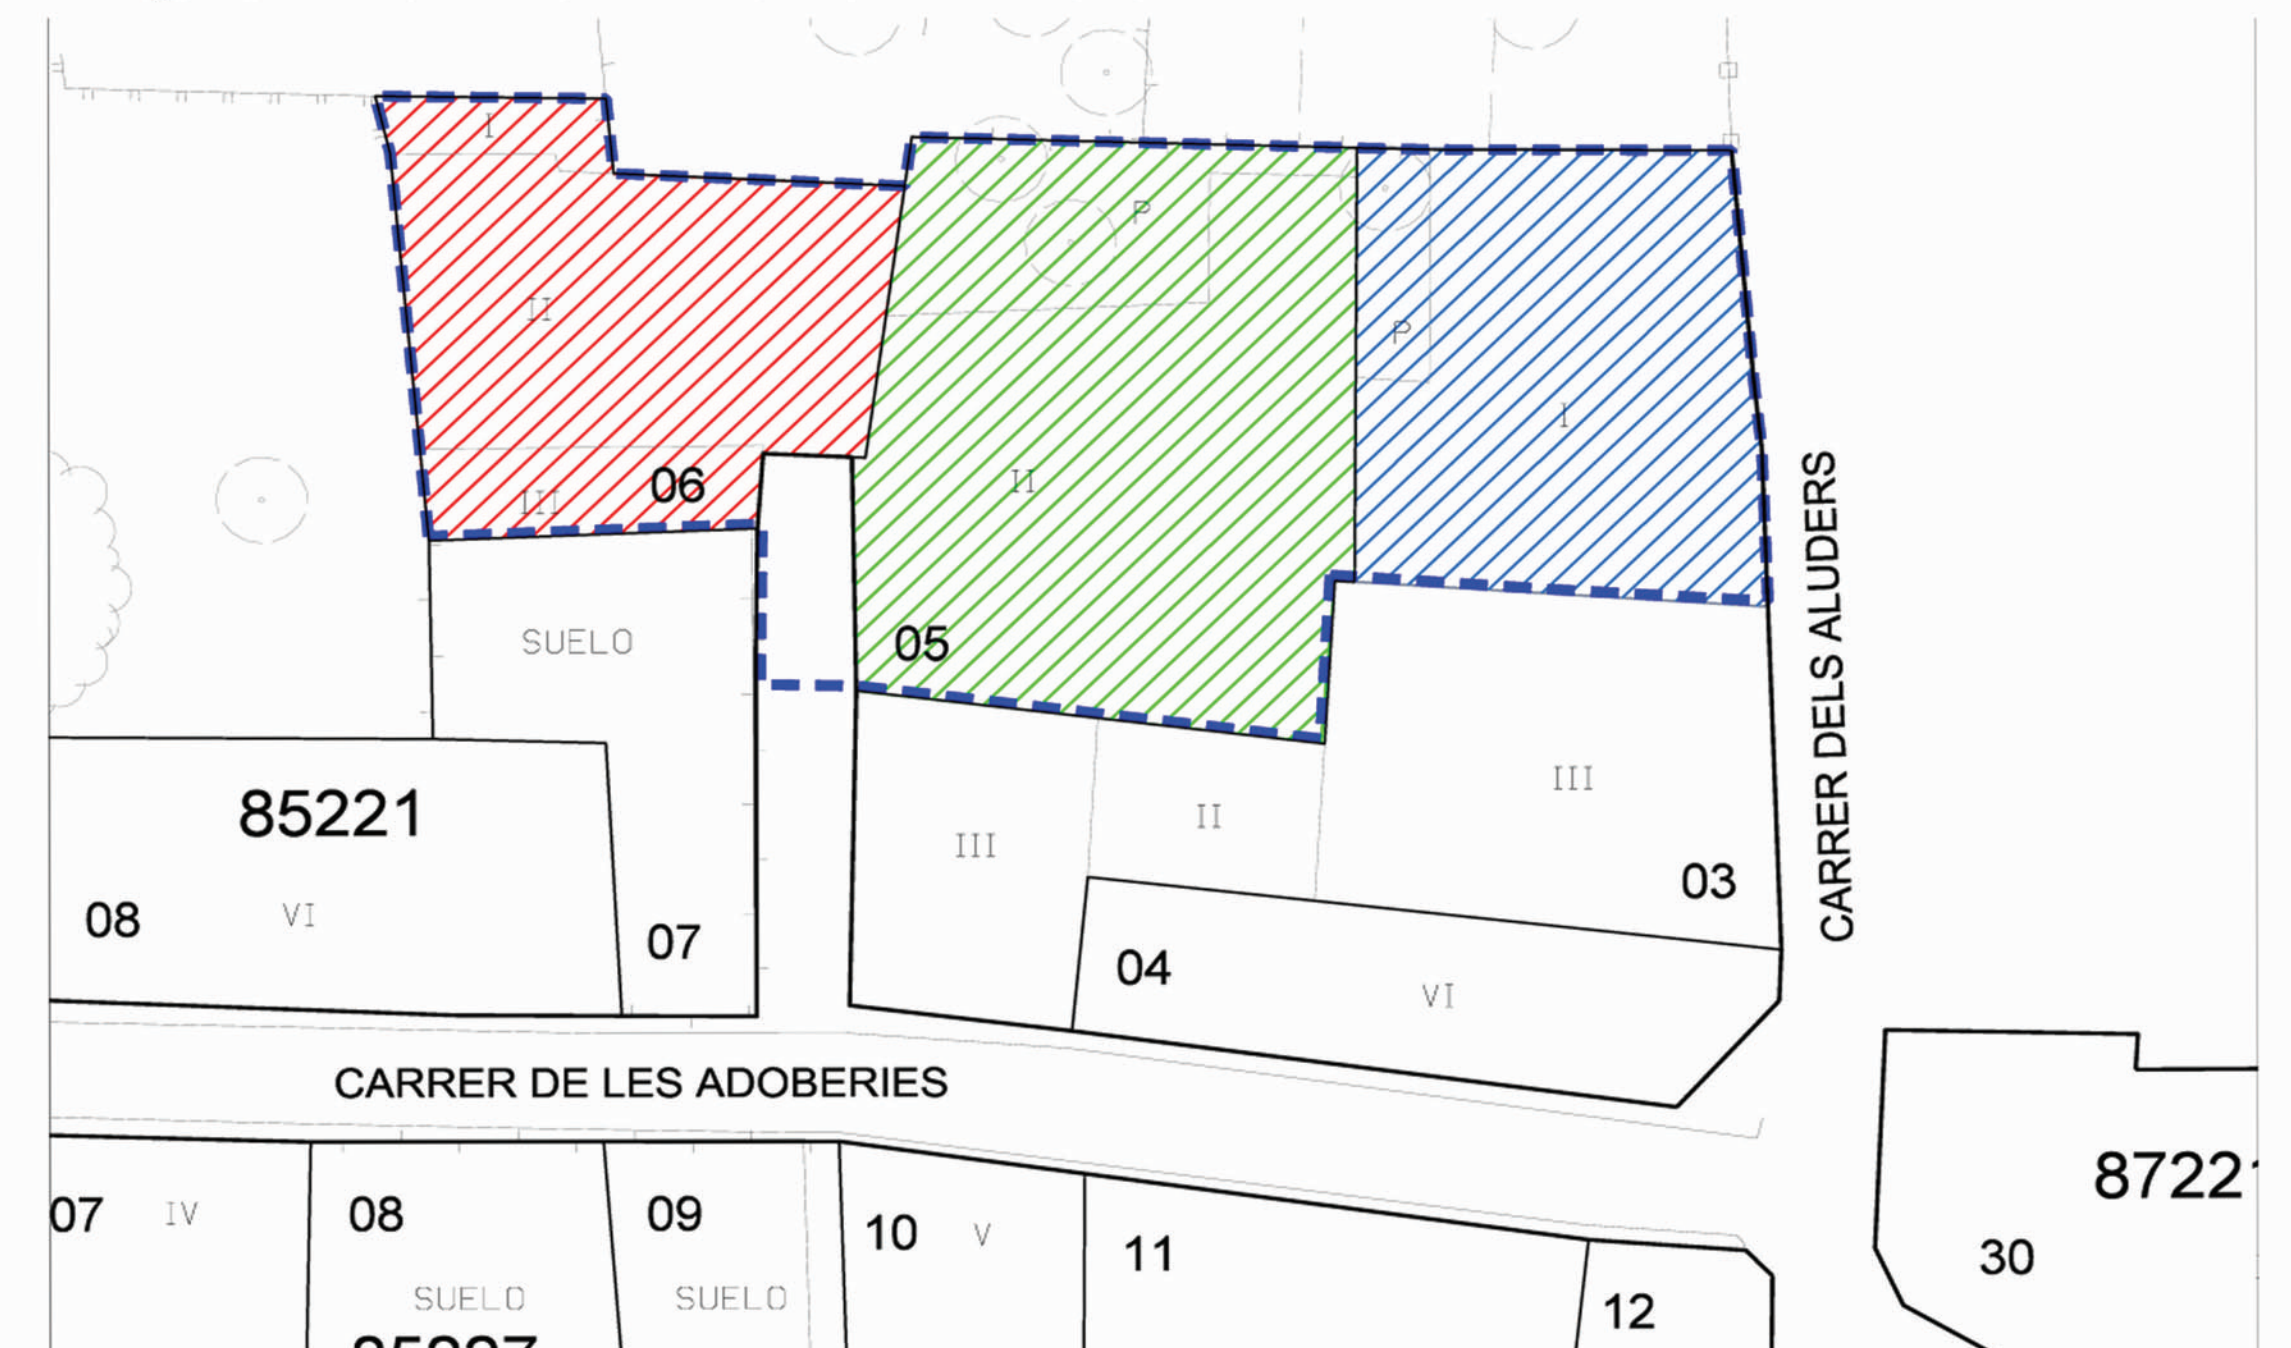 I
P
II
P
I
CARRER DELS ALUDERS
II
06
III
05
SUELO
III
85221
II
III
03
08
VI
07
04
VI
CARRER DE LES ADOBERIES
8722
07
IV
08
09
10
V
11
30
SUELO
SUELO
12